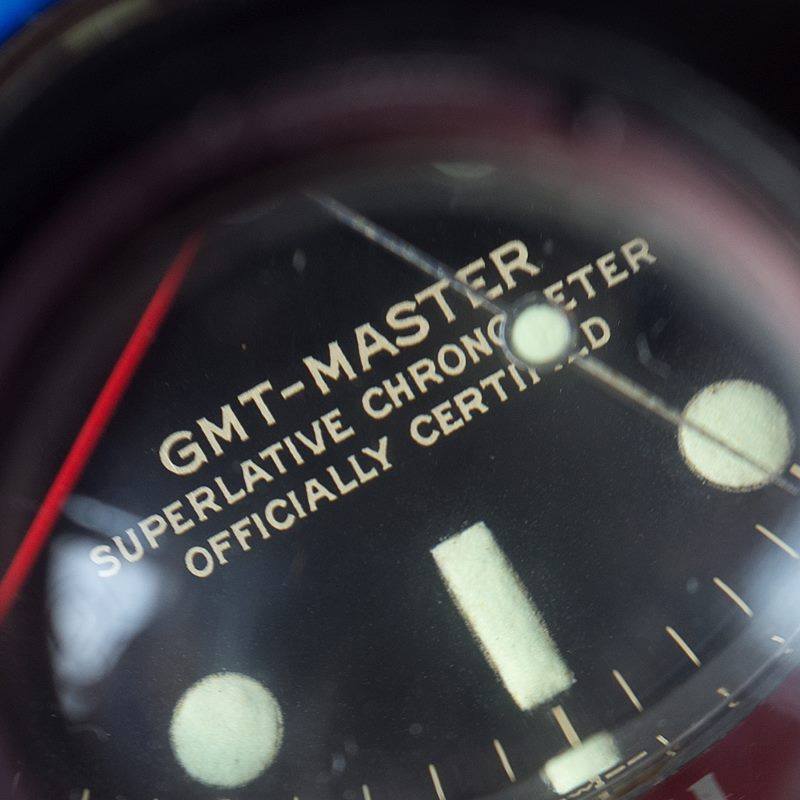 GMT-MASTER
SUPERLATIVE CHRONOMETER
OFFICIALLY CERTIFIED